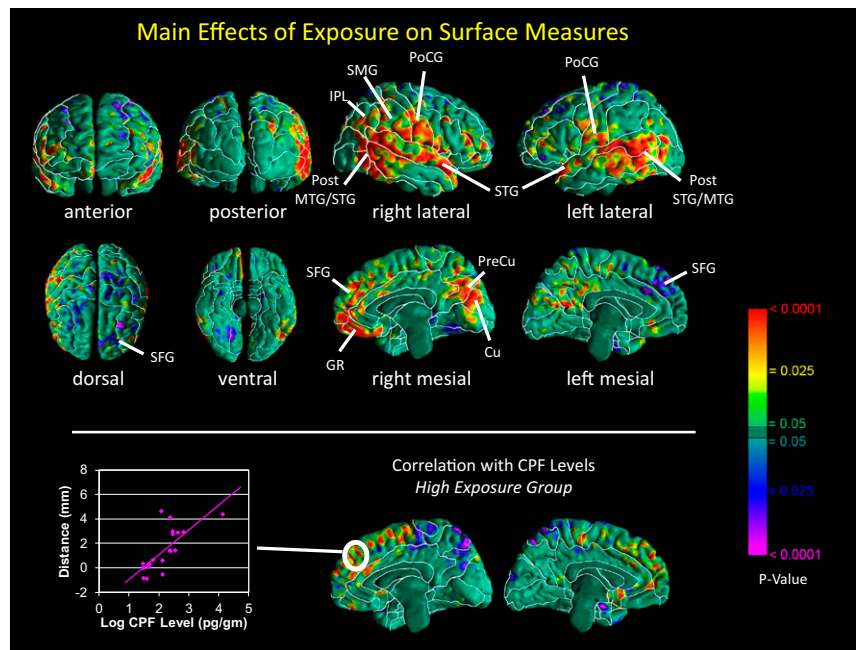 Main Effects of Exposure on Surface Measures
PoCG
SMG
IPL
PoCG
Post
MTG/STG
STG
Post
STG/MTG
anterior
posterior
right lateral
left lateral
SFG
PreCu
SFG
SFG
GR
Cu
dorsal
ventral
right mesial
left mesial
< 0.0001
= 0.025
= 0.05
= 0.05
= 0.025
< 0.0001
P-Value
Correlation with CPF Levels
High Exposure Group
Distance (mm)
8
6
4
2
0
-2
0 1 2 3 4 5
Log CPF Level (pg/gm)